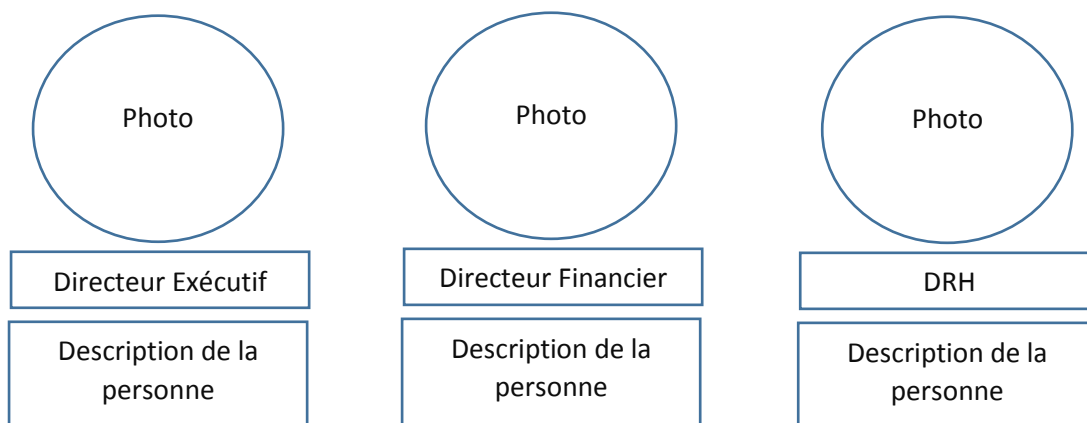 Photo
Photo
Photo
Directeur Exécutif
Directeur Financier
DRH
Description de la
personne
Description de la
personne
Description de la
personne